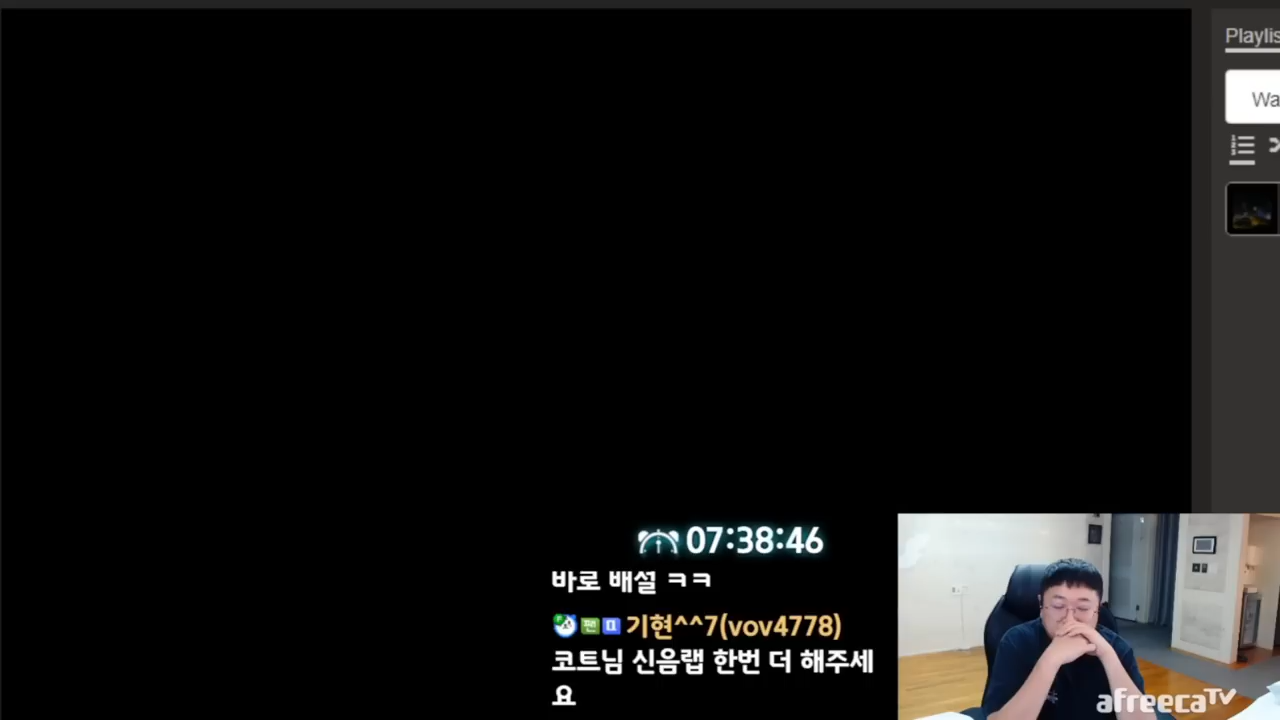 Playlis
Wa
07:38:46
바로 배설 ㅋㅋ
팬 기현^^7(vov4778)
코트님 신음랩 한번 더 해주세
요
afreecaTV